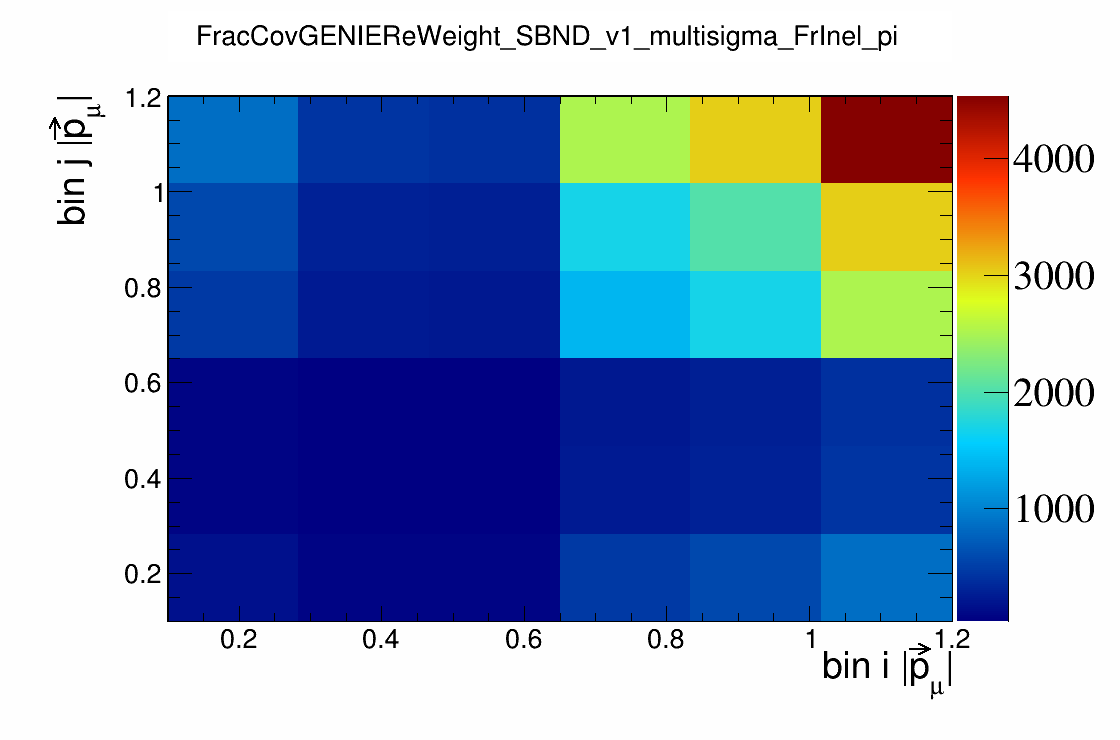 FracCovGENIEReWeight_SBND_v1_multisigma_FrInel_pi
bin j |p⃗μ|
1.2
1
0.8
0.6
0.4
0.2
0.2 0.4 0.6 0.8 1 1.2
bin i |p⃗μ|
4000
3000
2000
1000